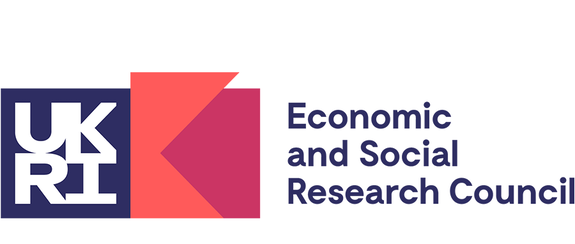 UK
RI
Economic
and Social
Research Council